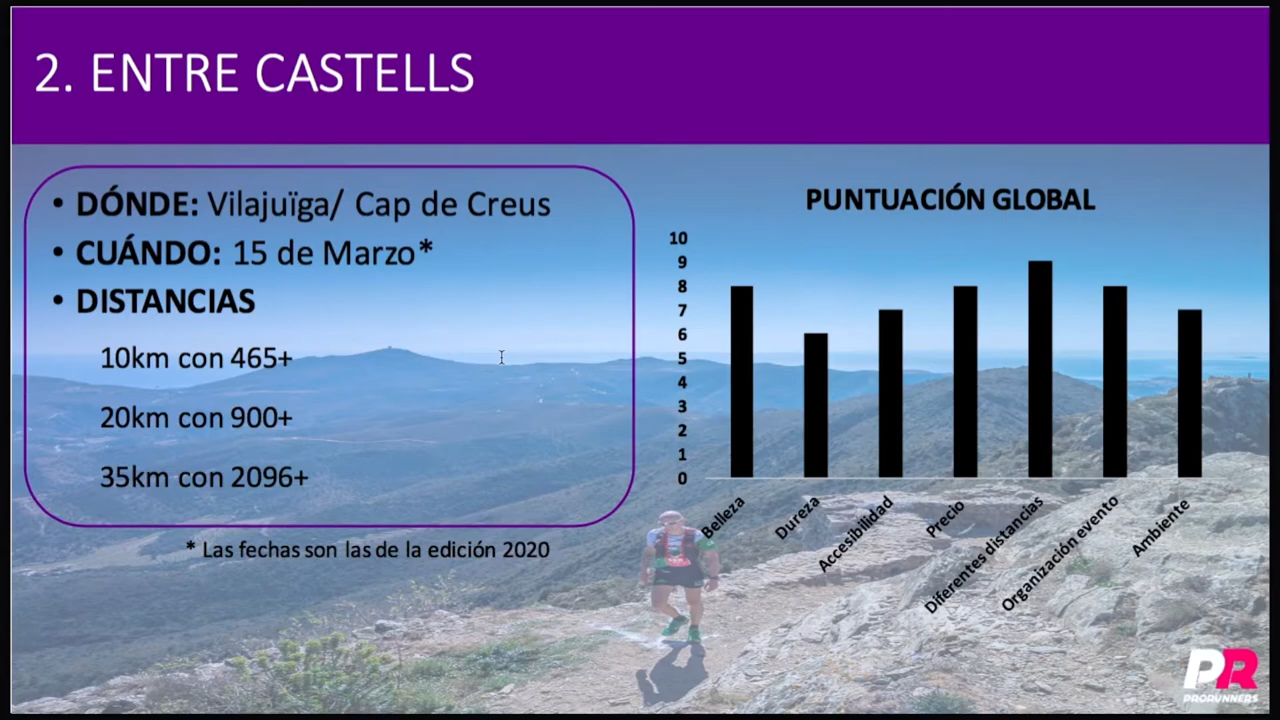 2. ENTRE CASTELLS
• DÓNDE: Vilajuïga/ Cap de Creus
• CUÁNDO: 15 de Marzo*
• DISTANCIAS
10km con 465+
20km con 900+
35km con 2096+
* Las fechas son las de la edición 2020
PUNTUACIÓN GLOBAL
10
9
8
7
6
5
4
3
2
1
0
Belleza
Dureza
Accesibilidad
Precio
Diferentes distancias
Organización evento
Ambiente
PR
PRORUNNERS